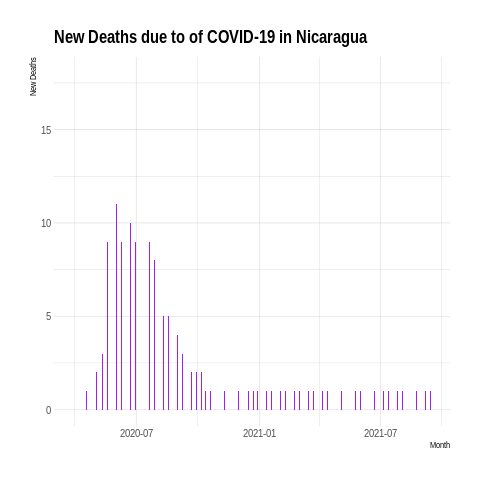 New Deaths due to of COVID-19 in Nicaragua
New Deaths
15
10
5
0
2020-07
2021-01
2021-07
Month